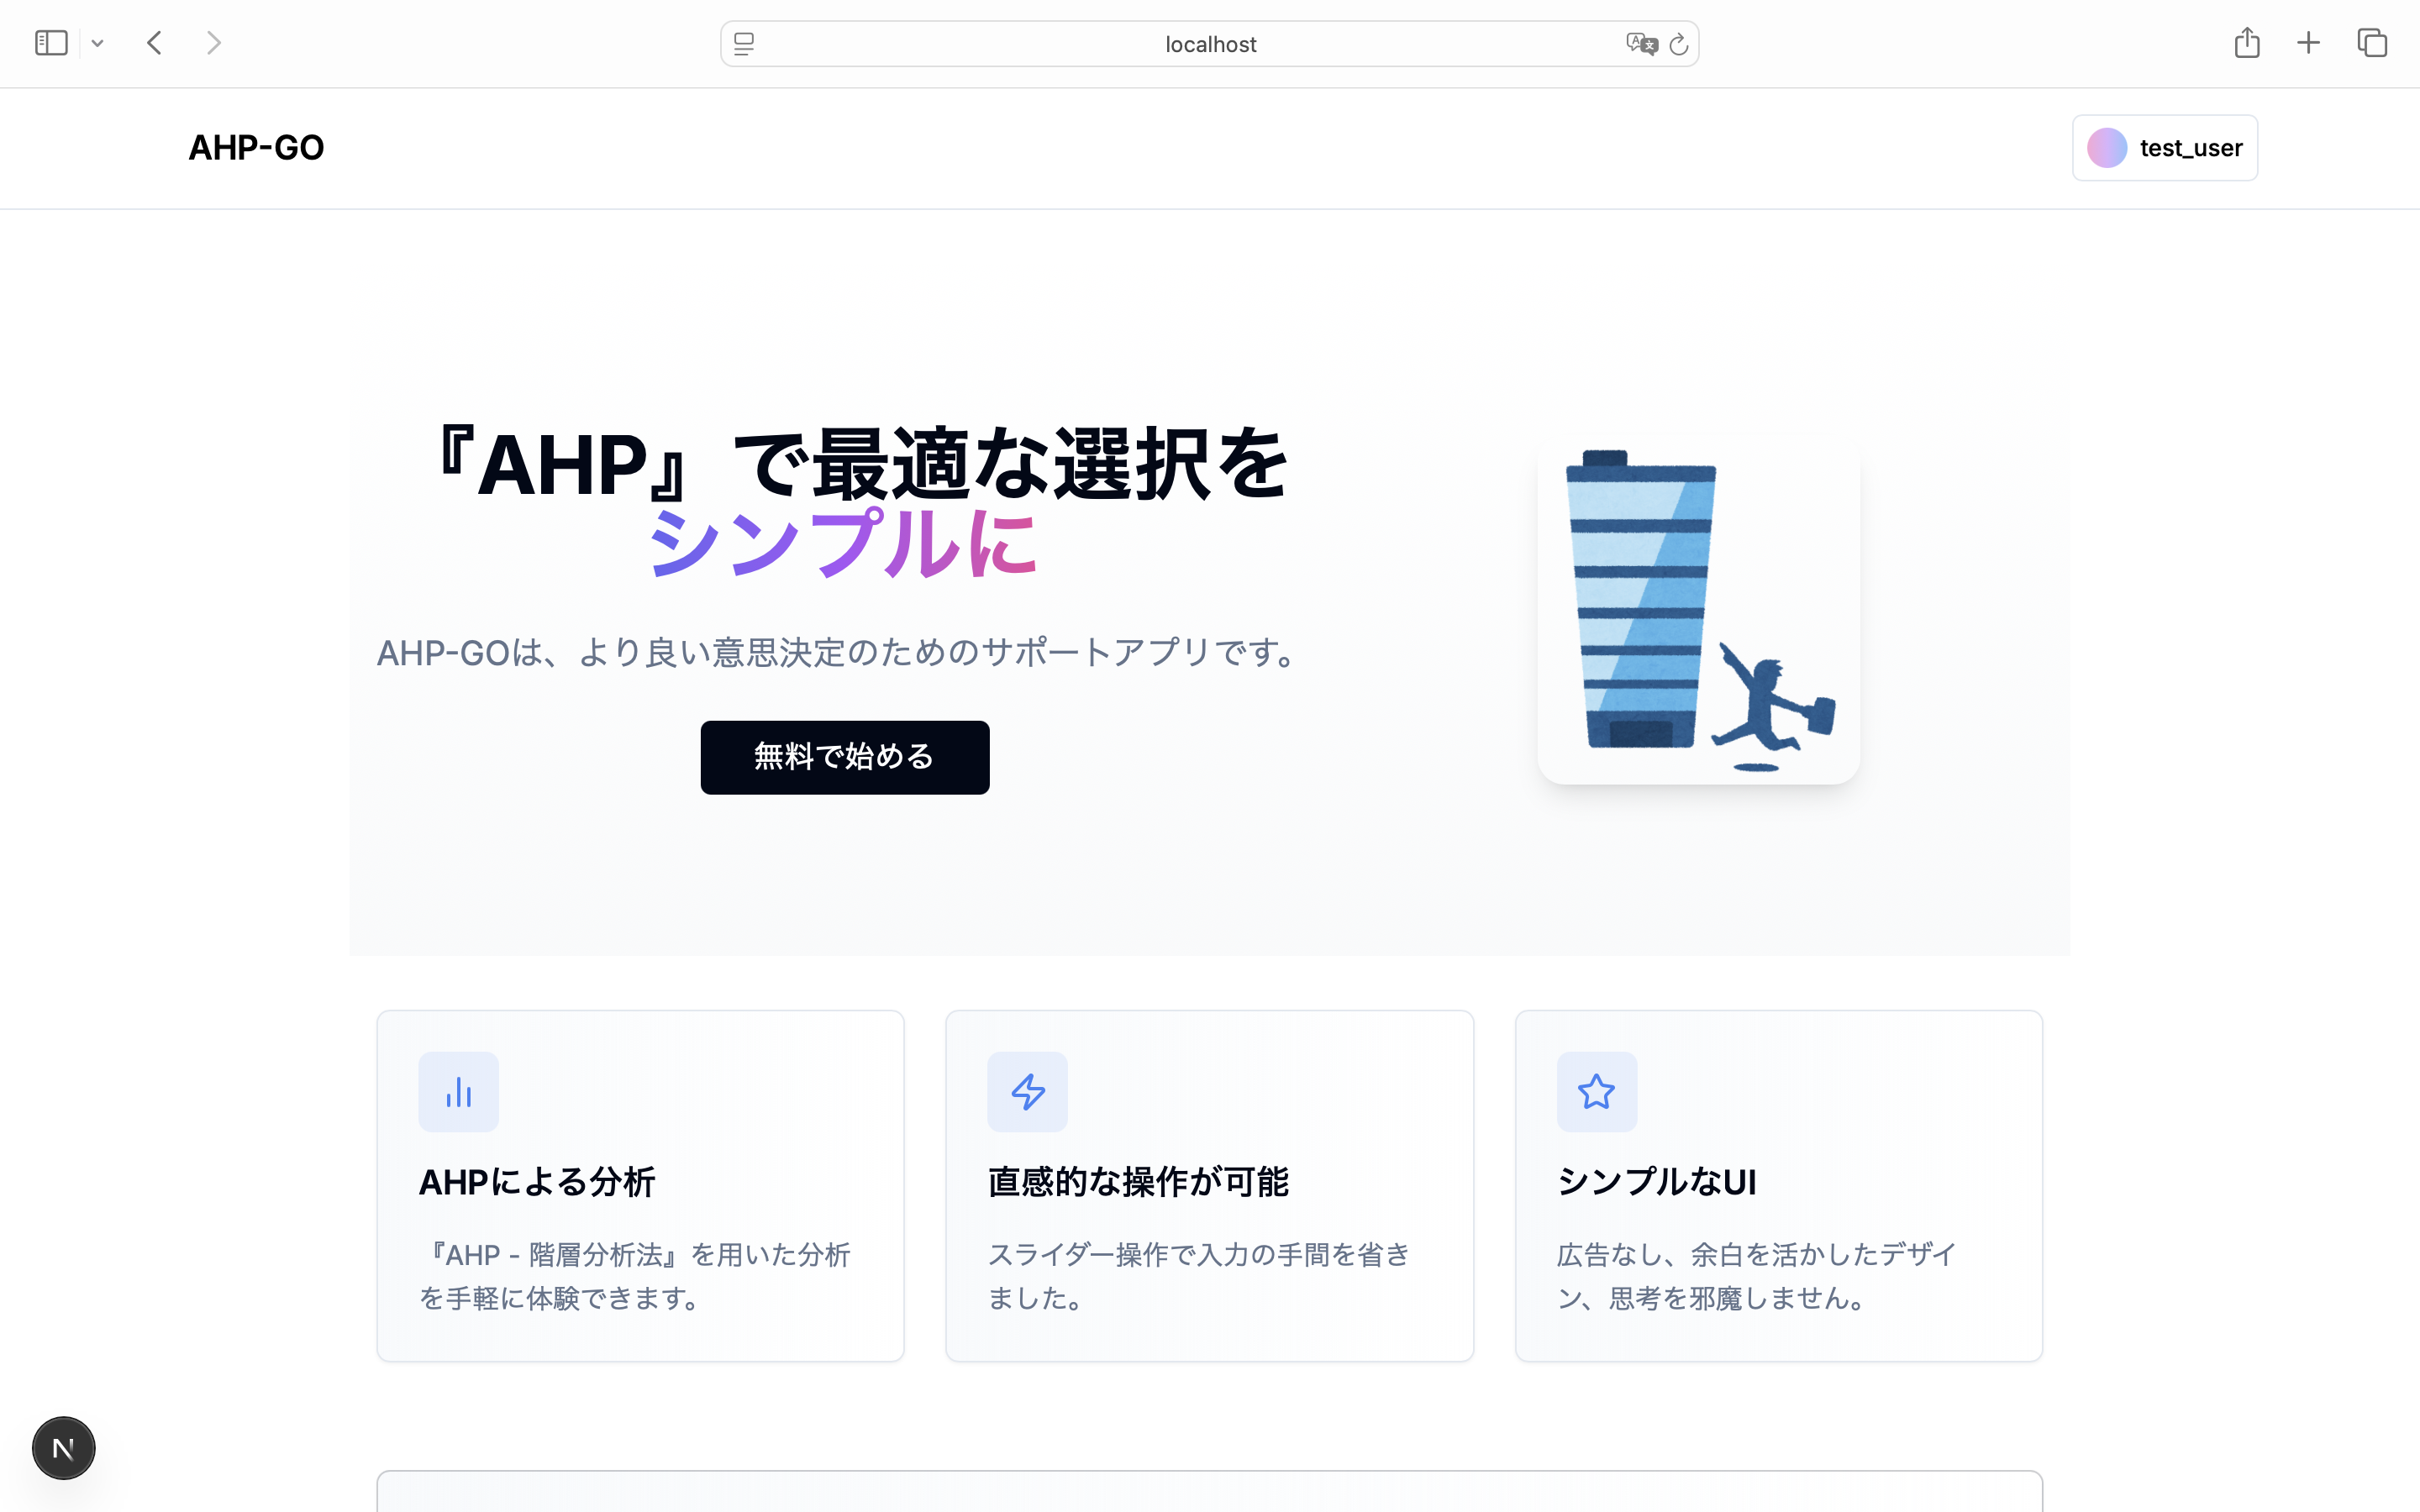 localhost
AHP-GO
test_user
『AHP』で最適な選択を
シンプルに
AHP-GOは、より良い意思決定のためのサポートアプリです。
無料で始める
AHPによる分析
『AHP - 階層分析法』を用いた分析
を手軽に体験できます。
直感的な操作が可能
スライダー操作で入力の手間を省き
ました。
シンプルなUI
広告なし、余白を活かしたデザイ
ン、思考を邪魔しません。
N